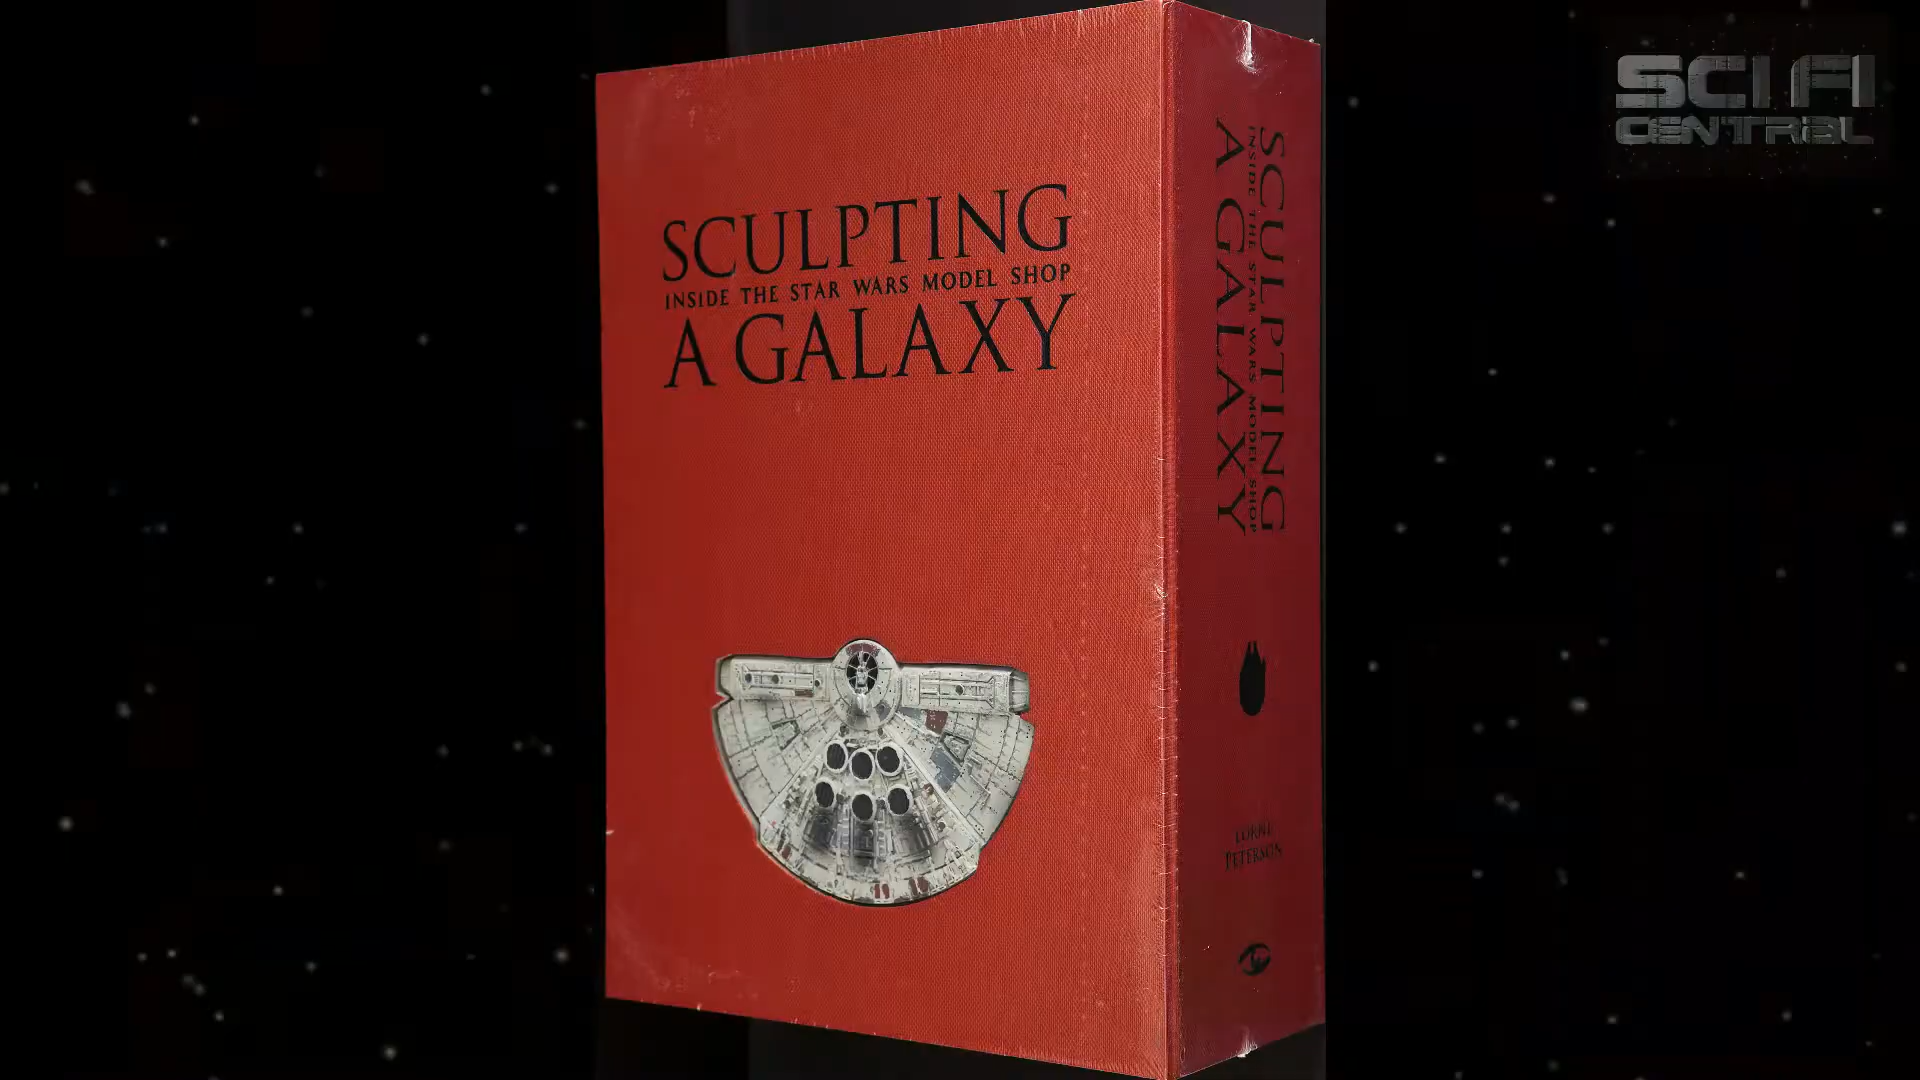 SCULPTING
INSIDE THE STAR WARS MODEL SHOP
A GALAXY
SCULPTING
INSIDE THE STAR WARS MODEL SHOP
A GALAXY
LORNE
PETERSON
SCI FI
CENTRAL